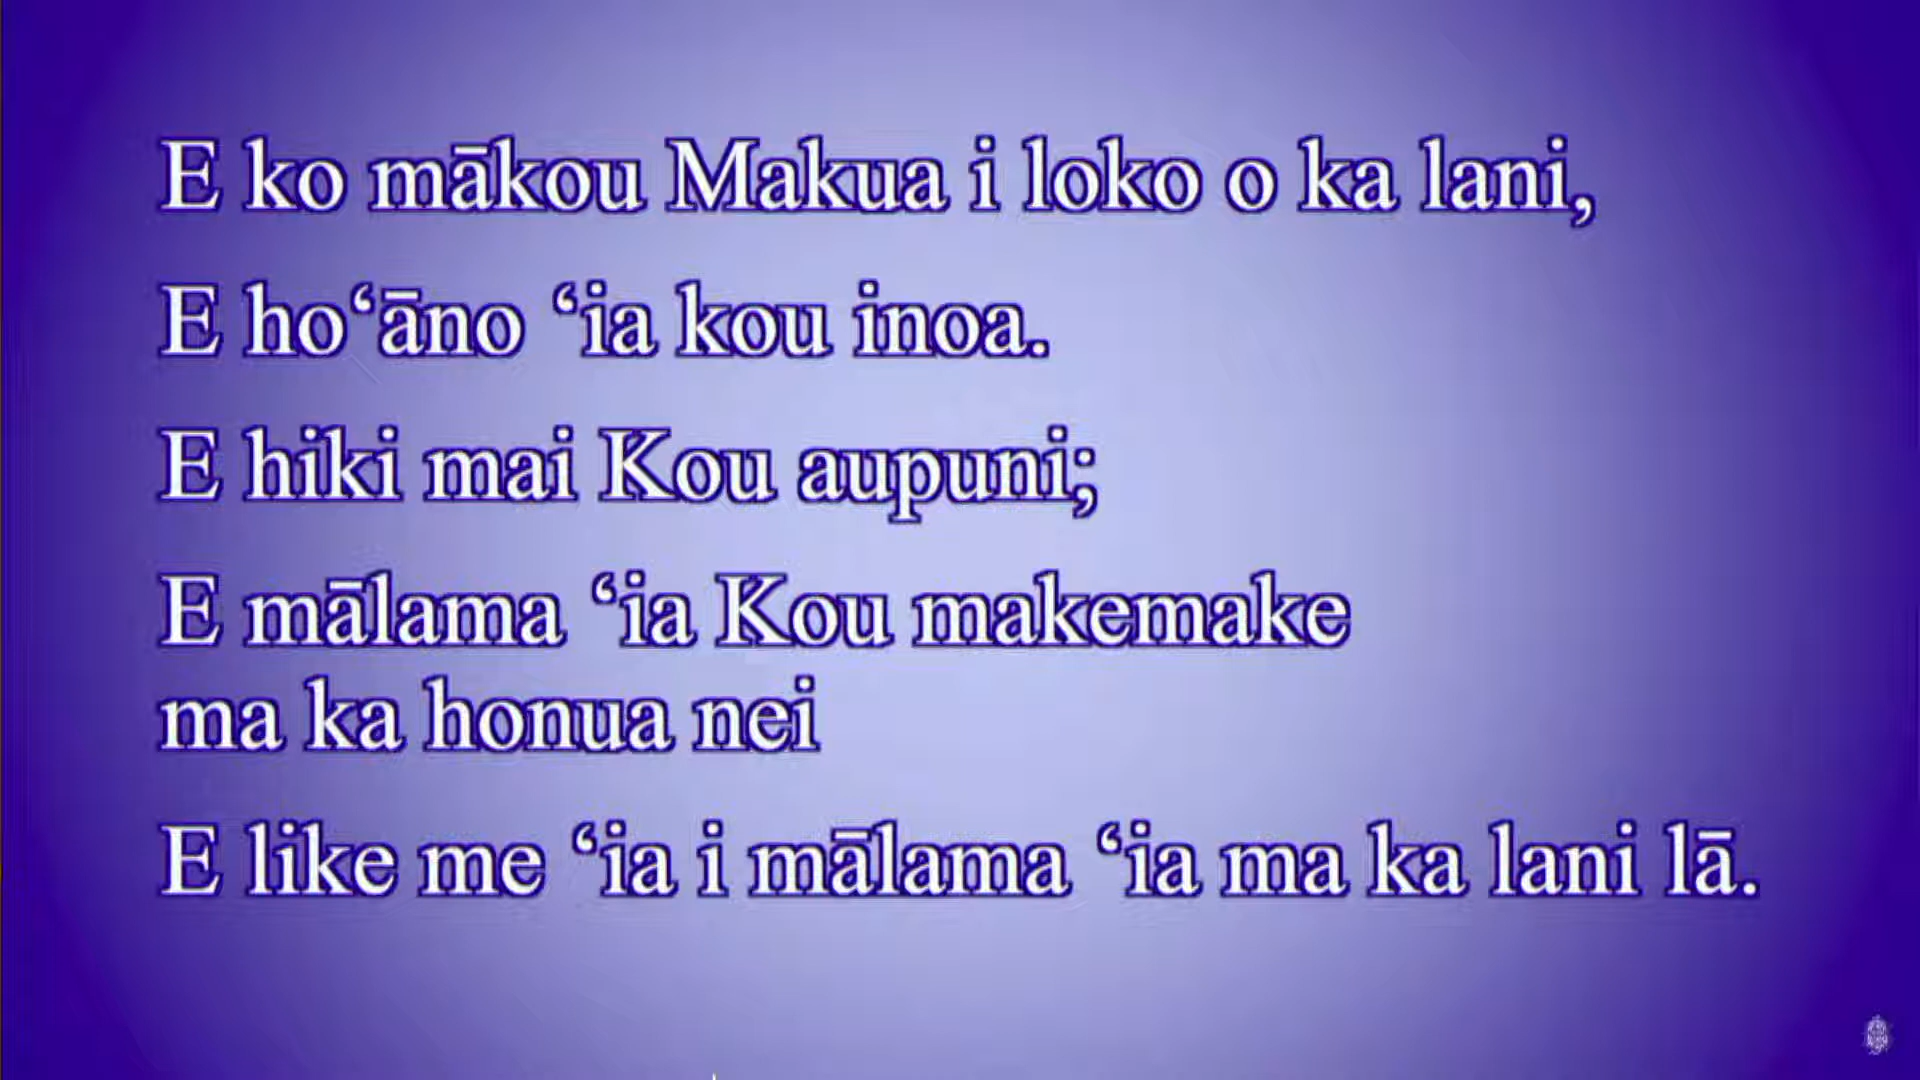 E ko mākou Makua i loko o ka lani,
E hoʻāno ʻia kou inoa.
E hiki mai Kou aupuni;
E mālama ʻia Kou makemake
ma ka honua nei
E like me ʻia i mālama ʻia ma ka lani lā.